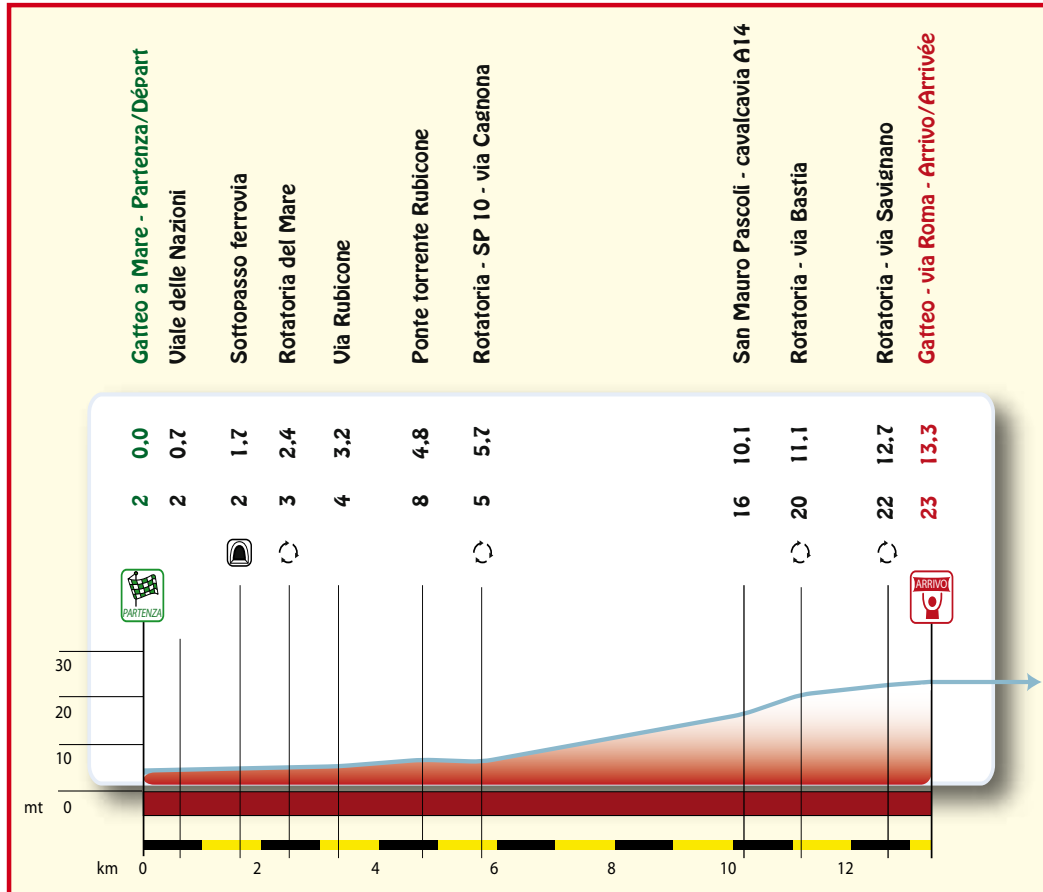 Gatteo a Mare - Partenza/Départ
Viale delle Nazioni
Sottopasso ferrovia
Rotatoria del Mare
Via Rubicone
Ponte torrente Rubicone
Rotatoria - SP 10 - via Cagnona
San Mauro Pascoli - cavalcavia A14
Rotatoria - via Bastia
Rotatoria - via Savignano
Gatteo - via Roma - Arrivo/Arrivée
0,0 0,7 1,7 2,4 3,2 4,8 5,7 10,1 11,1 12,7 13,3
2 2 2 3 4 8 5 16 20 22 23
PARTENZA
ARRIVO
30
20
10
mt 0
km 0 2 4 6 8 10 12